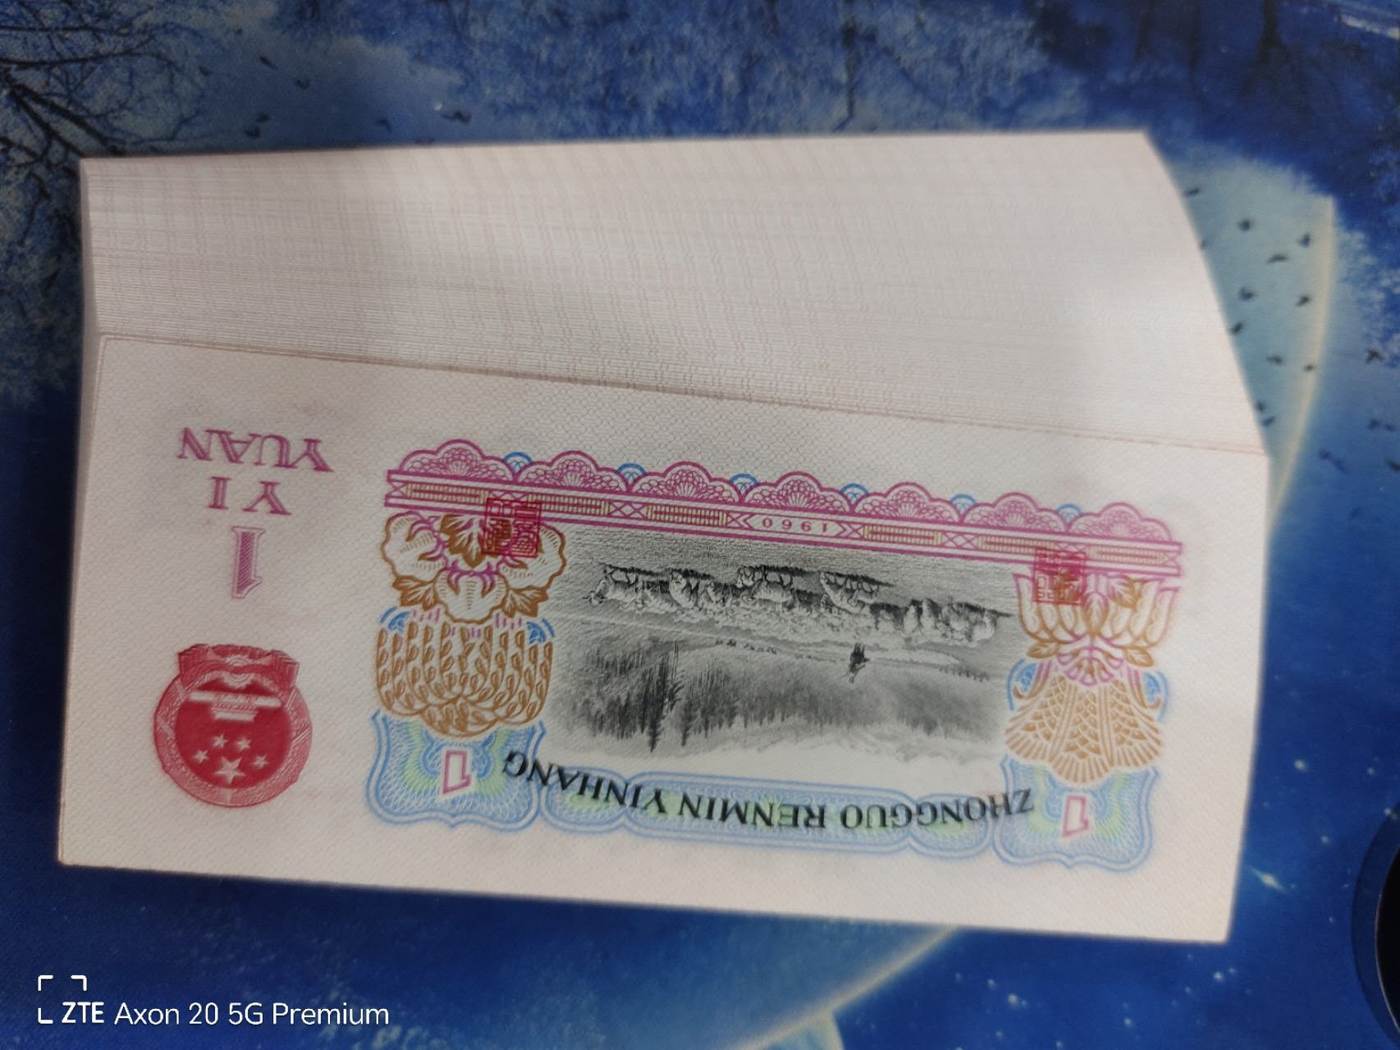 YI
YUAN
1
1960
ZHONGGUO RENMIN YINHANG
1
1
ZTE Axon 20 5G Premium